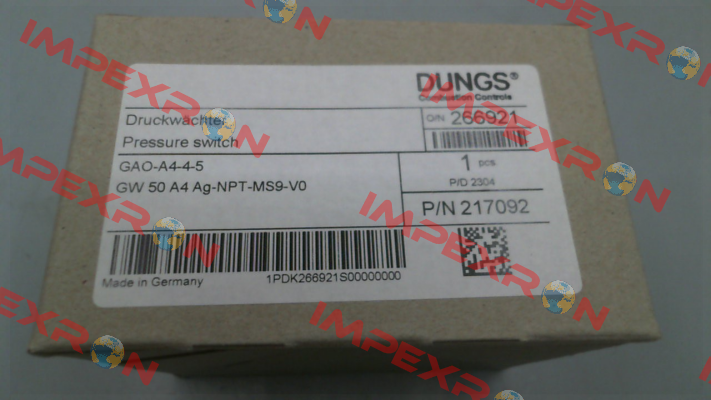 IMPEXRON
IMPEXRON
DUNGS®
Combustion Controls
Druckwächter
Pressure switch
O/N 266921
GAO-A4-4-5
GW 50 A4 Ag-NPT-MS9-V0
1 pcs
P/D 2304
P/N 217092
1PDK266921S00000000
Made in Germany
IMPEXRON
IMPEXRON
IMPEXRON